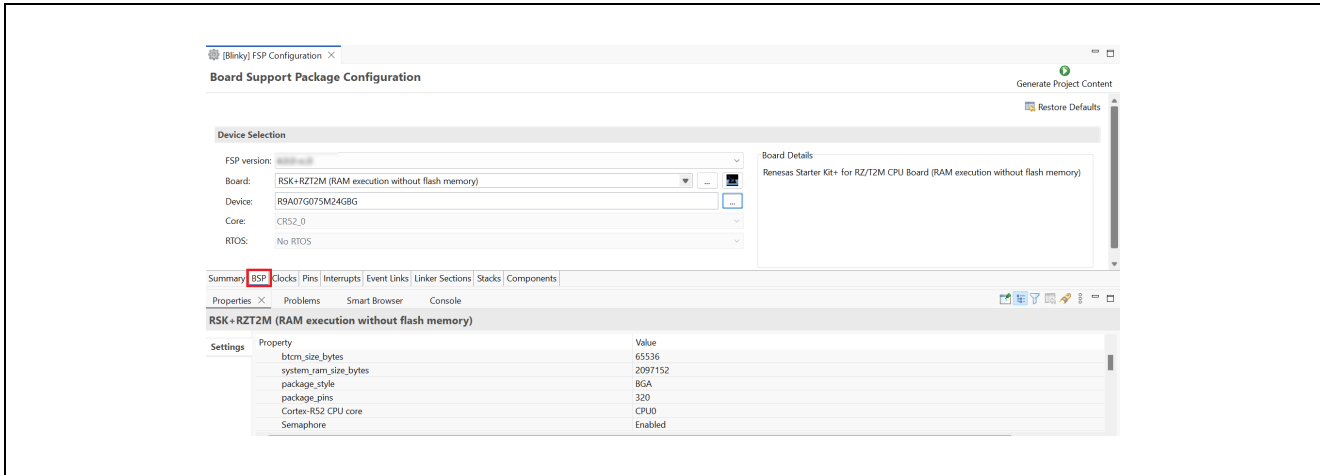 [Blinky] FSP Configuration
Board Support Package Configuration
Generate Project Content
Restore Defaults
Device Selection
FSP version:
Board: RSK+RZT2M (RAM execution without flash memory) ...
Device: R9A07G075M24GBG ...
Core: CR52_0
RTOS: No RTOS
Board Details
Renesas Starter Kit+ for RZ/T2M CPU Board (RAM execution without flash memory)
Summary BSP Clocks Pins Interrupts Event Links Linker Sections Stacks Components
Properties Problems Smart Browser Console
RSK+RZT2M (RAM execution without flash memory)
Settings
Property Value
btcm_size_bytes 65536
system_ram_size_bytes 2097152
package_style BGA
package_pins 320
Cortex-R52 CPU core CPU0
Semaphore Enabled